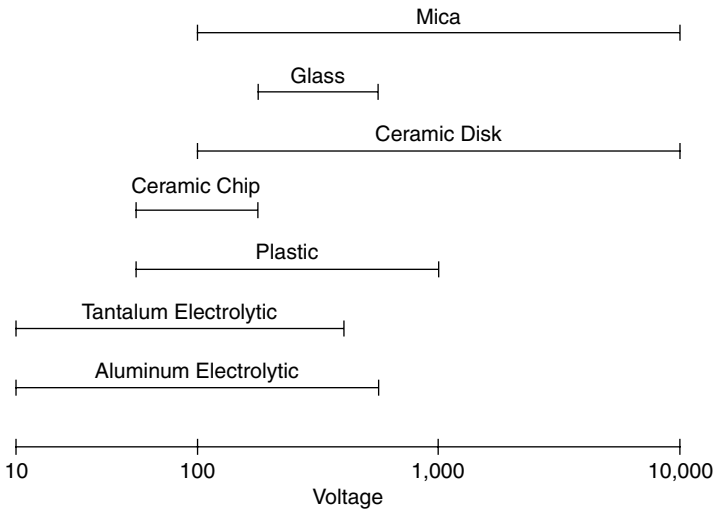 Mica
Glass
Ceramic Disk
Ceramic Chip
Plastic
Tantalum Electrolytic
Aluminum Electrolytic
10 100 1,000 10,000
Voltage